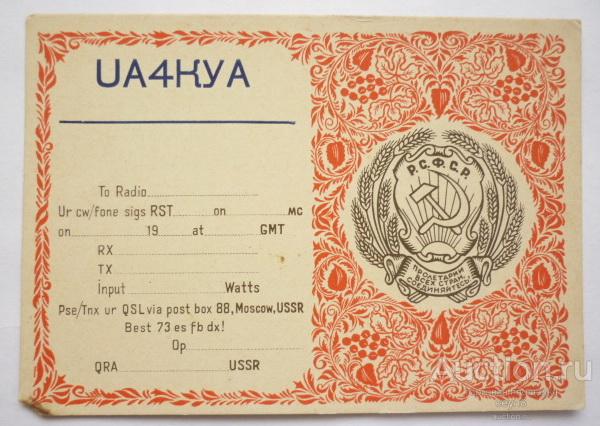 UA4KYA
To Radio
Ur cw/fone sigs RST on мс
on 19 at GMT
RX
TX
Input Watts
Pse/Tnx ur QSL via post box 88, Moscow, USSR
Best 73 es fb dx!
Op
QRA USSR
Р.С.Ф.С.Р.
ПРОЛЕТАРИИ
ВСЕХ СТРАН,
СОЕДИНЯЙТЕСЬ!
Auction.ru